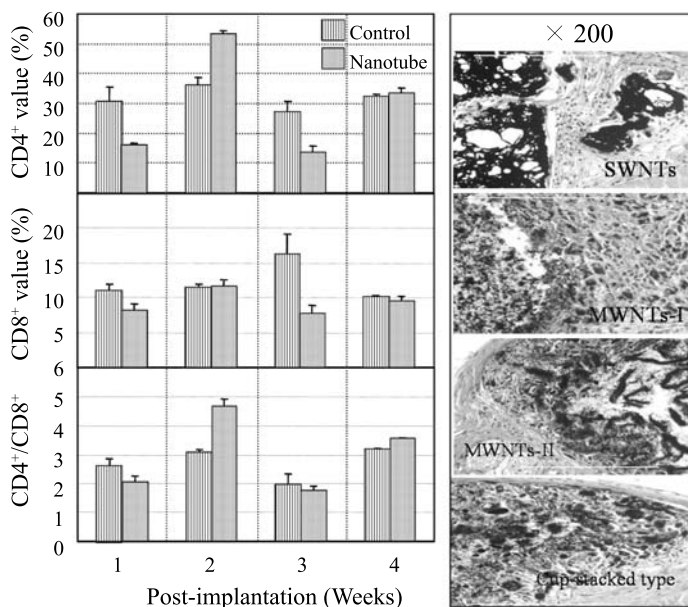 60
50
40
30
20
10
CD4⁺ value (%)
Control
Nanotube
20
15
10
5
6
CD8⁺ value (%)
5
4
3
2
1
0
CD4⁺/CD8⁺
1 2 3 4
Post-implantation (Weeks)
× 200
SWNTs
MWNTs-I
MWNTs-II
Cup-stacked type